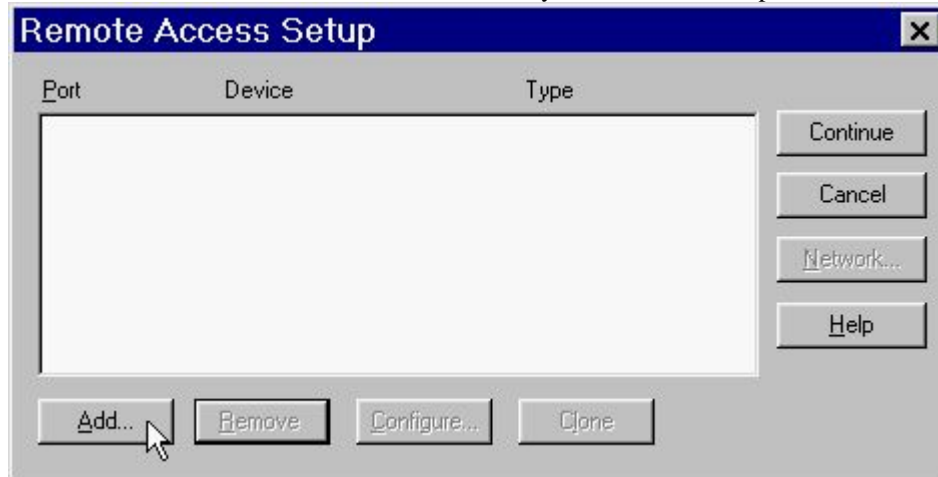 Remote Access Setup
Port Device Type
Continue
Cancel
Network...
Help
Add... Remove Configure... Clone